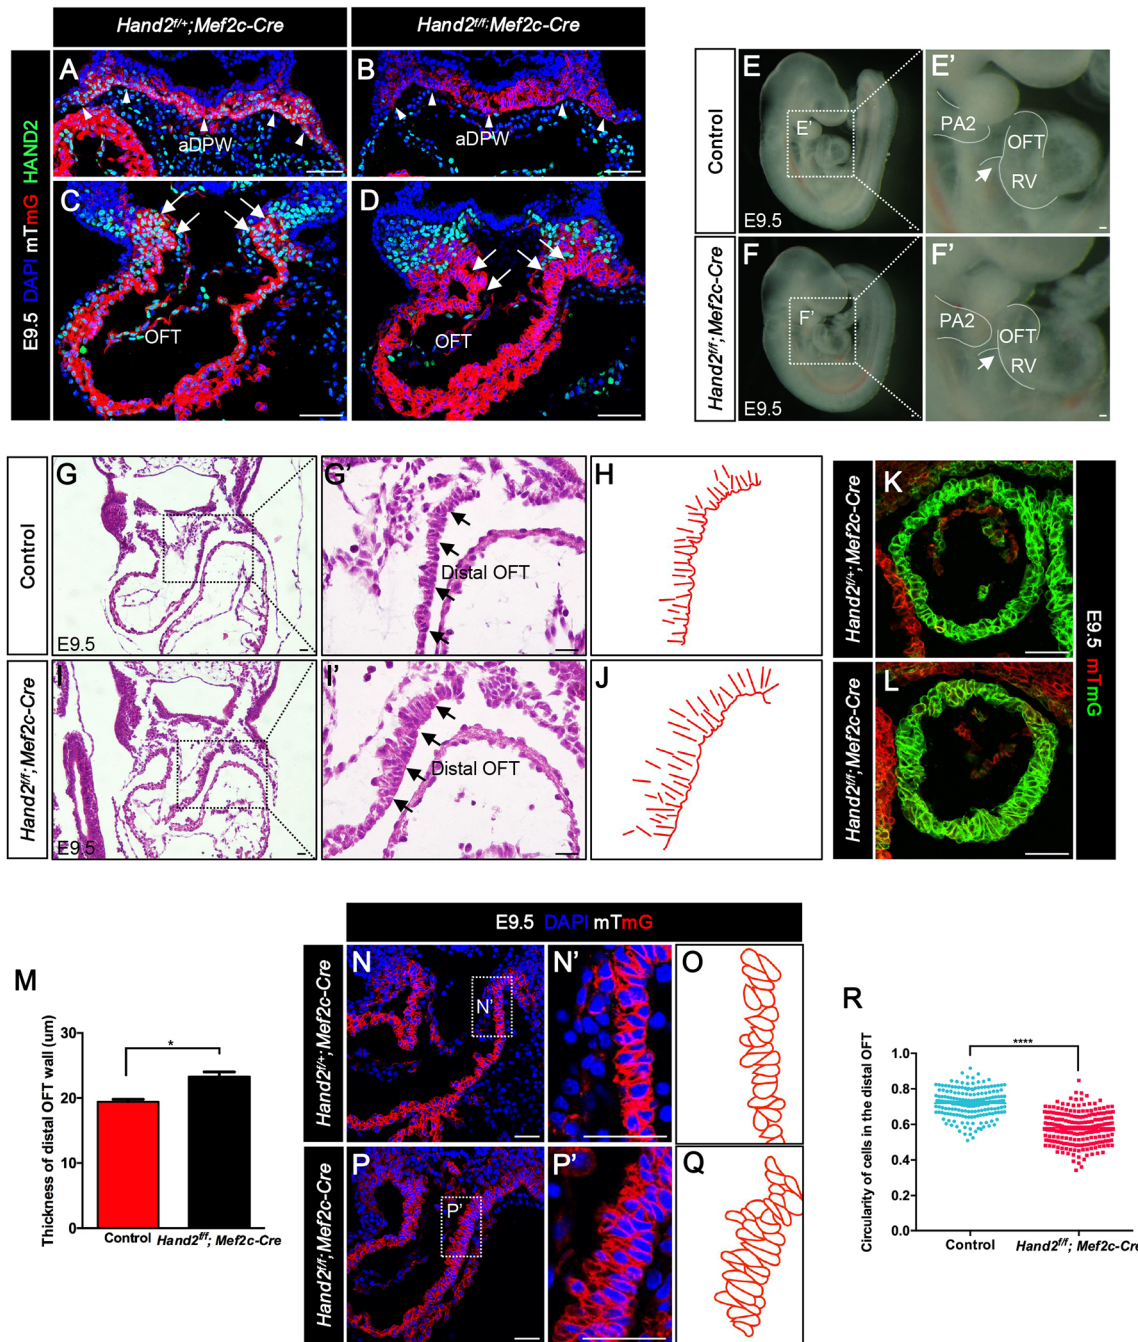 Hand2f/+;Mef2c-Cre
Hand2f/f;Mef2c-Cre
E9.5 DAPI mTmG HAND2
A
aDPW
B
aDPW
C
OFT
D
OFT
Control
E
E'
E9.5
E'
PA2
OFT
RV
Hand2f/f;Mef2c-Cre
F
F'
E9.5
F'
PA2
OFT
RV
Control
G
E9.5
G'
Distal OFT
H
Hand2f/f;Mef2c-Cre
I
E9.5
I'
Distal OFT
J
Hand2f/+;Mef2c-Cre
K
Hand2f/f;Mef2c-Cre
L
E9.5 mTmG
M
Thickness of distal OFT wall (um)
30
20
10
0
*
Control
Hand2f/f; Mef2c-Cre
E9.5 DAPI mTmG
Hand2f/+;Mef2c-Cre
N
N'
N'
O
Hand2f/f;Mef2c-Cre
P
P'
P'
Q
R
Circularity of cells in the distal OFT
1.0
0.8
0.6
0.4
0.2
0.0
****
Control
Hand2f/f; Mef2c-Cre